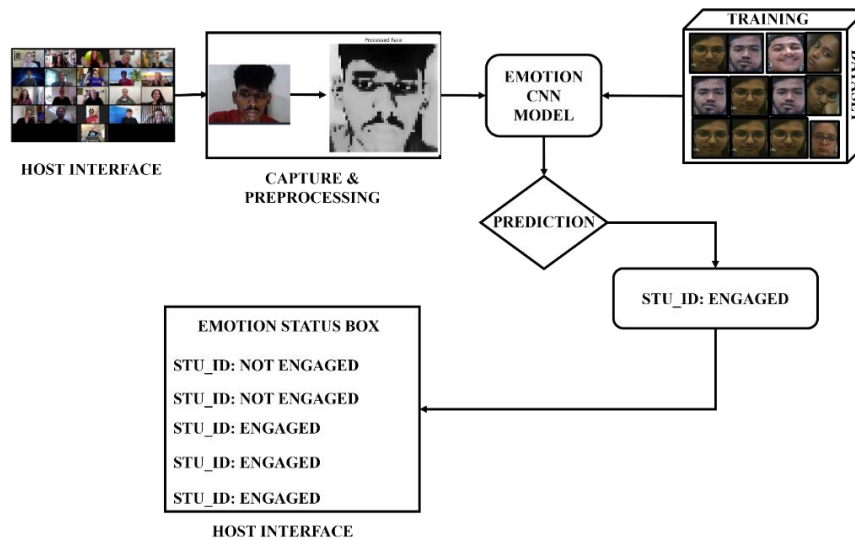 TRAINING
DATASET
Processed Face
EMOTION
CNN
MODEL
HOST INTERFACE
CAPTURE &
PREPROCESSING
PREDICTION
STU_ID: ENGAGED
EMOTION STATUS BOX
STU_ID: NOT ENGAGED
STU_ID: NOT ENGAGED
STU_ID: ENGAGED
STU_ID: ENGAGED
STU_ID: ENGAGED
HOST INTERFACE